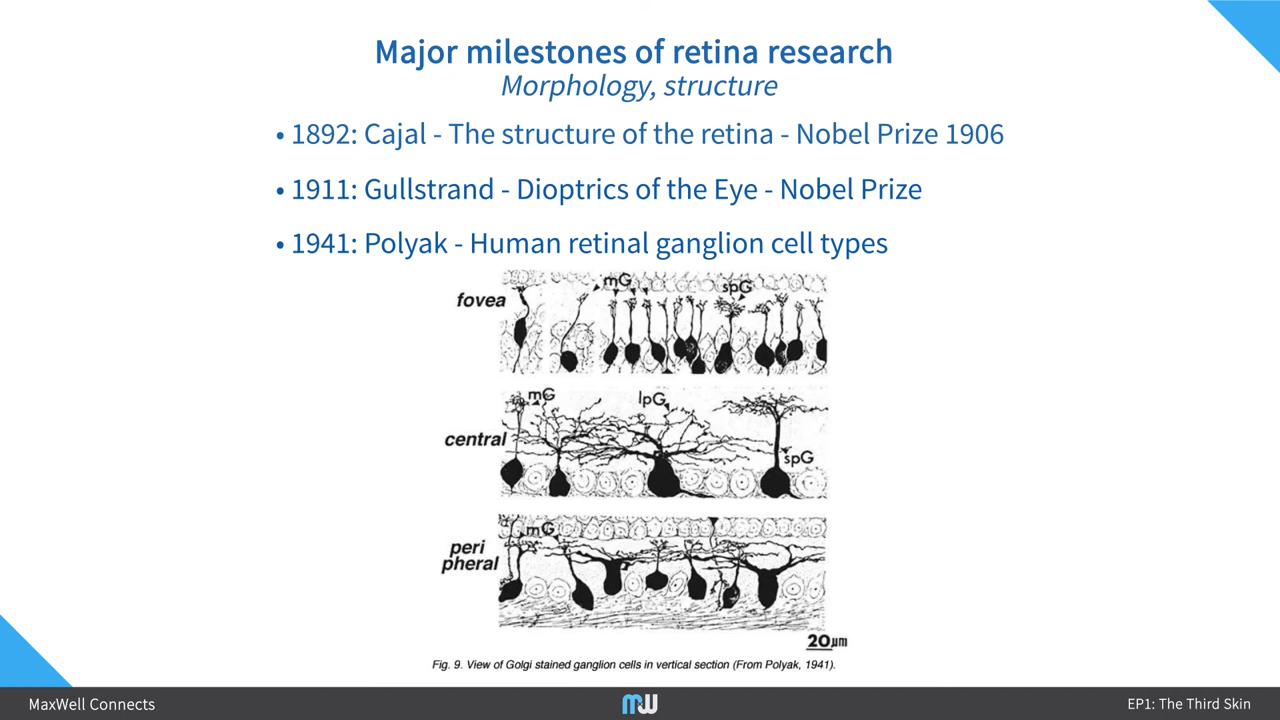 Major milestones of retina research
Morphology, structure
• 1892: Cajal - The structure of the retina - Nobel Prize 1906
• 1911: Gullstrand - Dioptrics of the Eye - Nobel Prize
• 1941: Polyak - Human retinal ganglion cell types
fovea
mG
spG
central
mG
lpG
spG
peri
pheral
mG
20µm
Fig. 9. View of Golgi stained ganglion cells in vertical section (From Polyak, 1941).
MaxWell Connects
MW
EP1: The Third Skin